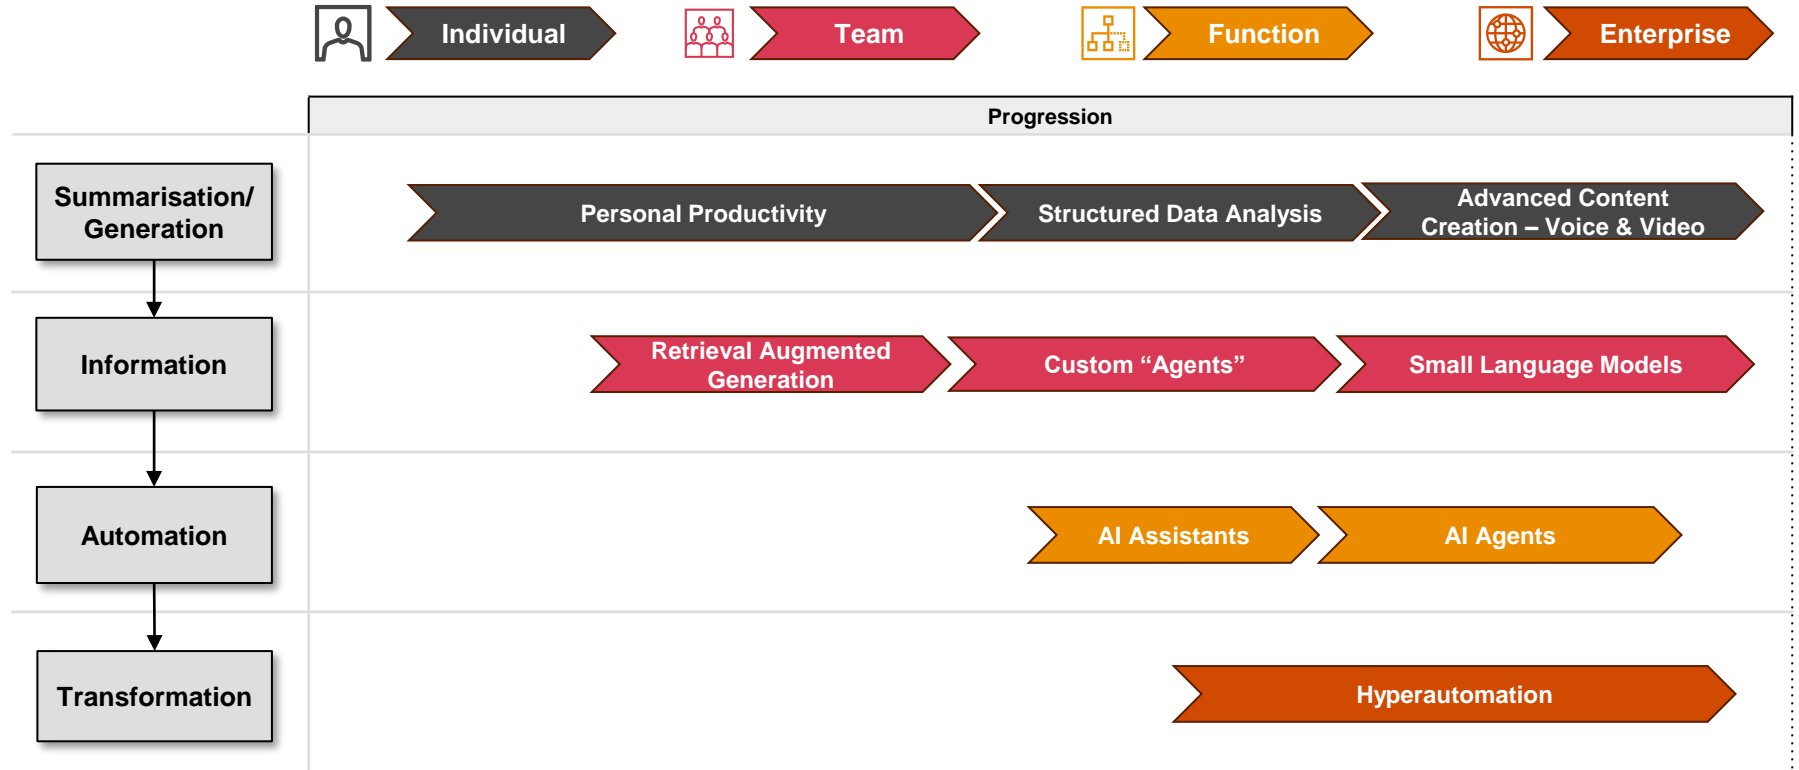 Individual
Team
Function
Enterprise
Progression
Summarisation/
Generation
Personal Productivity
Structured Data Analysis
Advanced Content
Creation – Voice & Video
Information
Retrieval Augmented
Generation
Custom “Agents”
Small Language Models
Automation
AI Assistants
AI Agents
Transformation
Hyperautomation